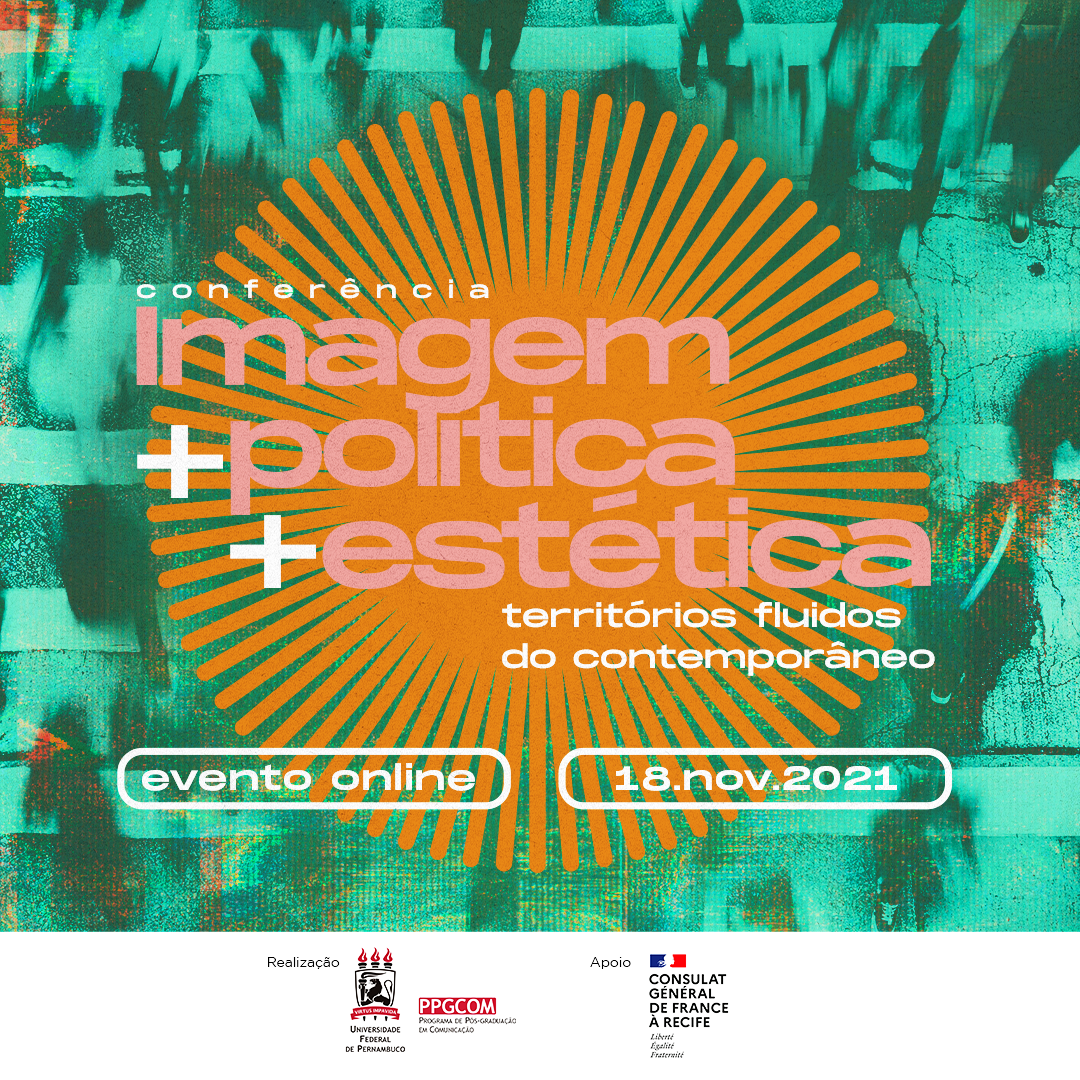 conferência
Imagem
+política
+estética
territórios fluidos
do contemporâneo
evento online
18.nov.2021
Realização
VIRTUS IMPAVIDA
UNIVERSIDADE
FEDERAL
DE PERNAMBUCO
PPGCOM
PROGRAMA DE PÓS-GRADUAÇÃO
EM COMUNICAÇÃO
Apoio
CONSULAT
GÉNÉRAL
DE FRANCE
À RECIFE
Liberté
Égalité
Fraternité